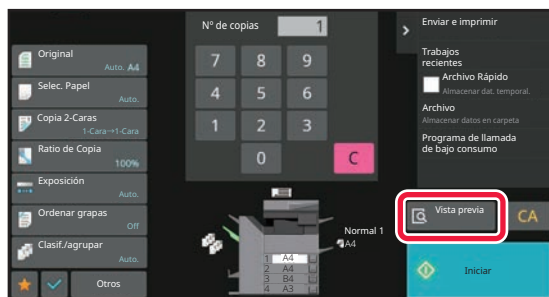 Original
Auto. A4
Selec. Papel
Auto.
Copia 2-Caras
1-Cara→1-Cara
Ratio de Copia
100%
Exposición
Auto.
Ordenar grapas
Off
Clasif./agrupar
Auto.
Otros
Nº de copias
1
7 8 9
4 5 6
1 2 3
0 C
Normal 1
A4
1 A4
2 A4
3 B4
4 A3
Enviar e imprimir
Trabajos
recientes
Archivo Rápido
Almacenar dat. temporal.
Archivo
Almacenar datos en carpeta
Programa de llamada
de bajo consumo
Vista previa
CA
Iniciar